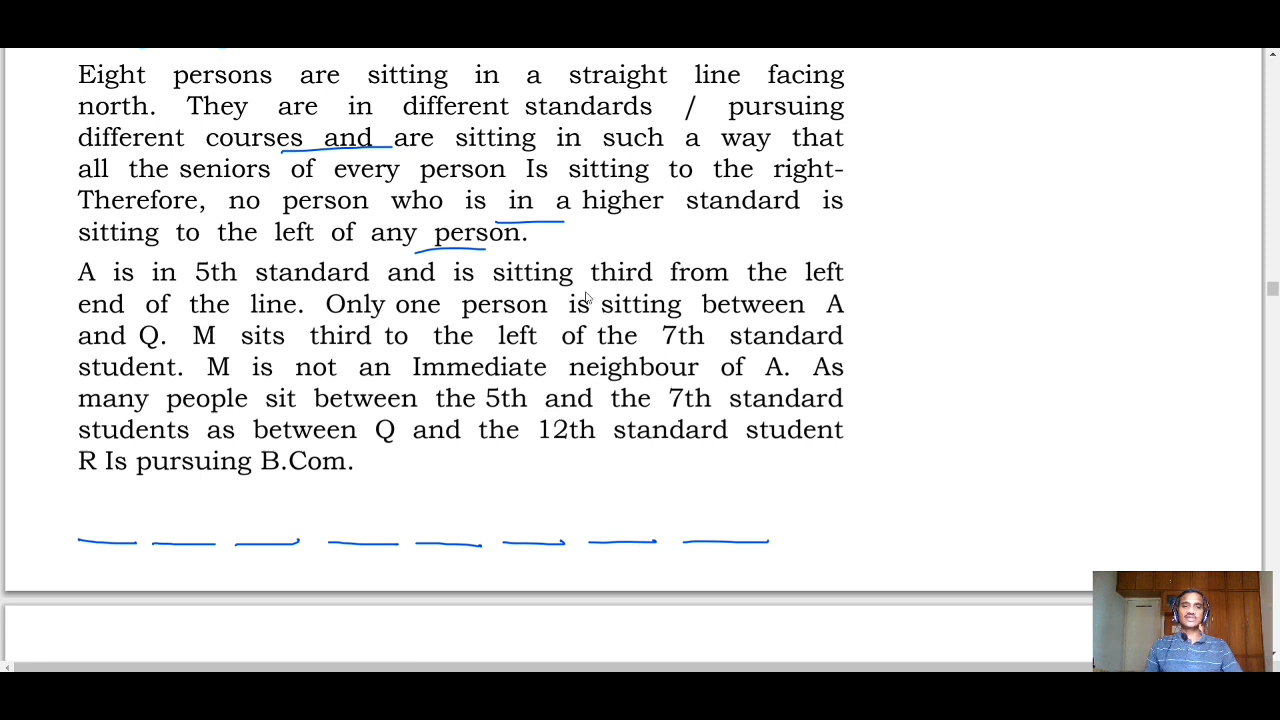 Eight persons are sitting in a straight line facing
north. They are in different standards / pursuing
different courses and are sitting in such a way that
all the seniors of every person Is sitting to the right-
Therefore, no person who is in a higher standard is
sitting to the left of any person.
A is in 5th standard and is sitting third from the left
end of the line. Only one person is sitting between A
and Q. M sits third to the left of the 7th standard
student. M is not an Immediate neighbour of A. As
many people sit between the 5th and the 7th standard
students as between Q and the 12th standard student
R Is pursuing B.Com.